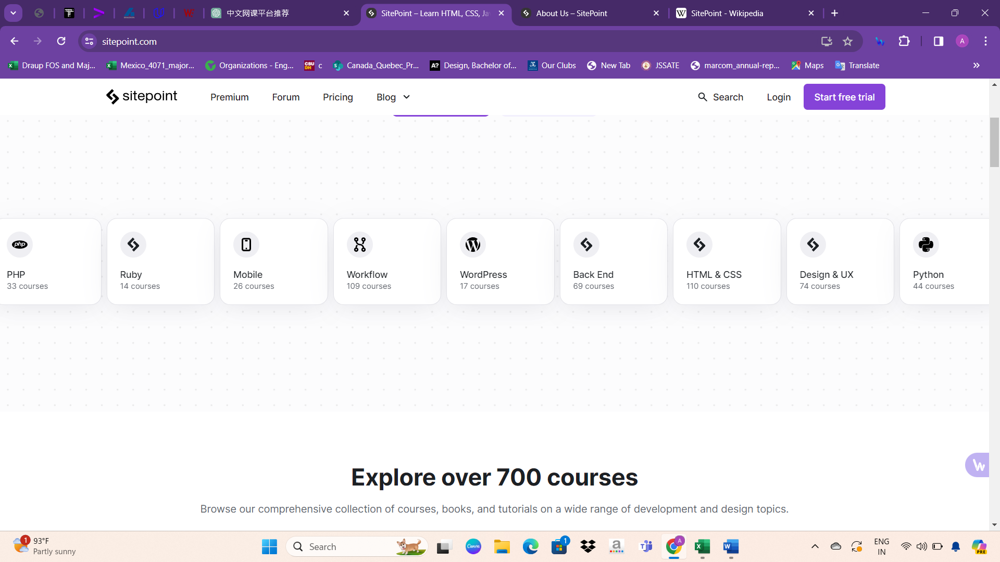 中文网课平台推荐
SitePoint – Learn HTML, CSS, Ja
About Us – SitePoint
SitePoint - Wikipedia
sitepoint.com
A
Draup FOS and Maj...
Mexico_4071_major...
Organizations - Eng...
c
Canada_Quebec_Pr...
Design, Bachelor of...
Our Clubs
New Tab
JSSATE
marcom_annual-rep...
Maps
Translate
sitepoint
Premium
Forum
Pricing
Blog
Search
Login
Start free trial
PHP
33 courses
Ruby
14 courses
Mobile
26 courses
Workflow
109 courses
WordPress
17 courses
Back End
69 courses
HTML & CSS
110 courses
Design & UX
74 courses
Python
44 courses
Explore over 700 courses
Browse our comprehensive collection of courses, books, and tutorials on a wide range of development and design topics.
1
93°F
Partly sunny
Search
Canva
1
A
ENG
IN
PRE